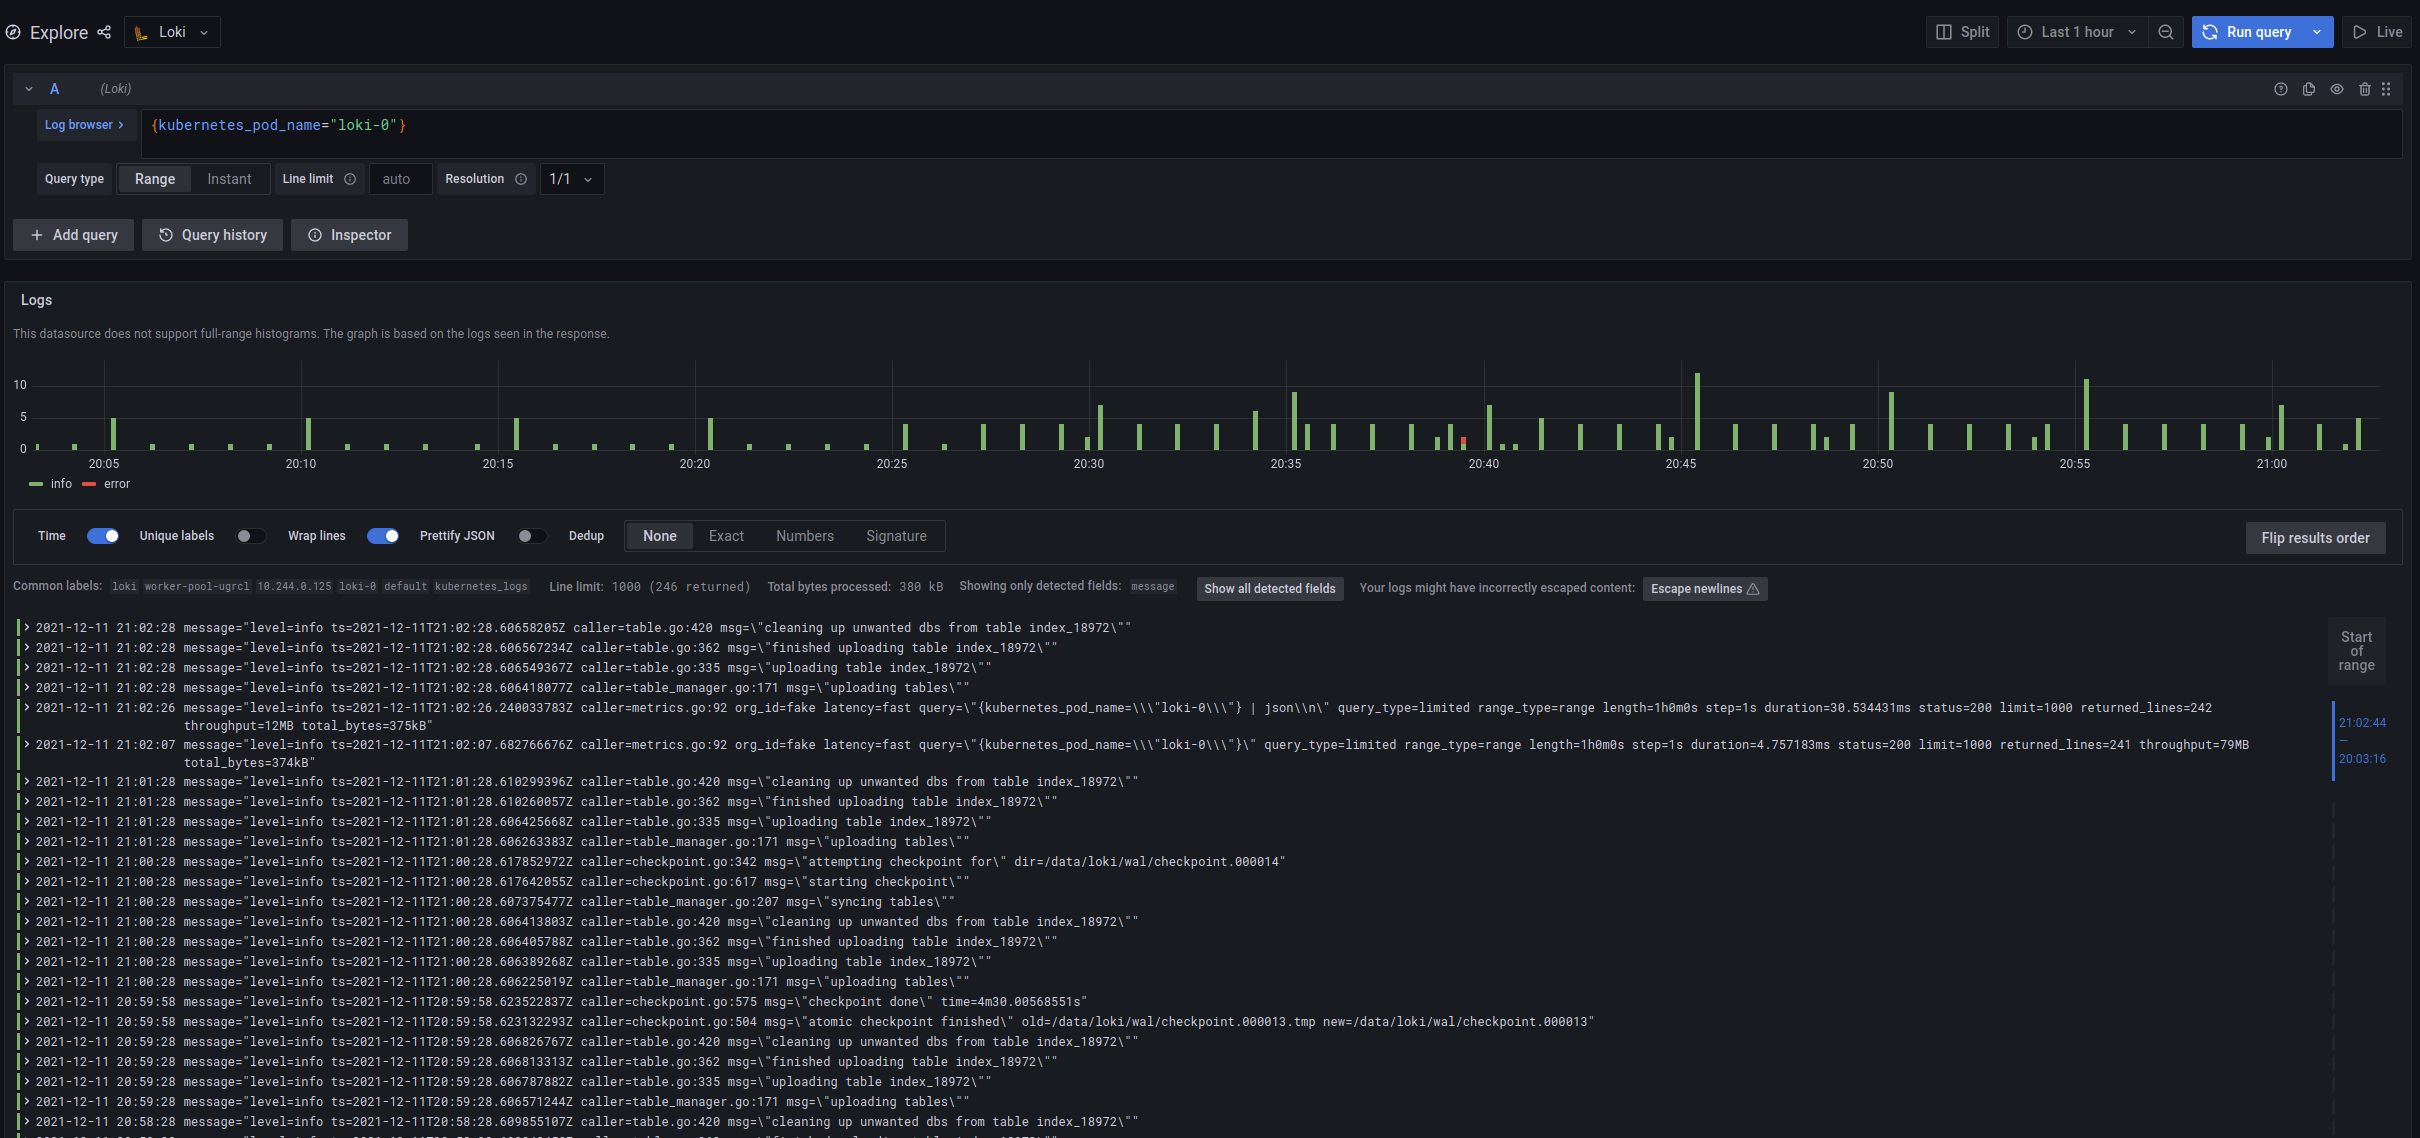 Explore Loki Split Last 1 hour Run query Live
A (Loki)
Log browser > {kubernetes_pod_name="loki-0"}
Query type Range Instant Line limit auto Resolution 1/1
+ Add query Query history Inspector
Logs
This datasource does not support full-range histograms. The graph is based on the logs seen in the response.
10
5
0
20:05 20:10 20:15 20:20 20:25 20:30 20:35 20:40 20:45 20:50 20:55 21:00
info error
Time Unique labels Wrap lines Prettify JSON Dedup None Exact Numbers Signature Flip results order
Common labels: loki worker-pool-ugrcl 10.244.0.125 loki-0 default kubernetes_logs Line limit: 1000 (246 returned) Total bytes processed: 380 kB Showing only detected fields: message Show all detected fields Your logs might have incorrectly escaped content: Escape newlines
> 2021-12-11 21:02:28 message="level=info ts=2021-12-11T21:02:28.60658205Z caller=table.go:420 msg=\"cleaning up unwanted dbs from table index_18972\""
> 2021-12-11 21:02:28 message="level=info ts=2021-12-11T21:02:28.606567234Z caller=table.go:362 msg=\"finished uploading table index_18972\""
> 2021-12-11 21:02:28 message="level=info ts=2021-12-11T21:02:28.606549367Z caller=table.go:335 msg=\"uploading table index_18972\""
> 2021-12-11 21:02:28 message="level=info ts=2021-12-11T21:02:28.606418077Z caller=table_manager.go:171 msg=\"uploading tables\""
> 2021-12-11 21:02:26 message="level=info ts=2021-12-11T21:02:26.240033783Z caller=metrics.go:92 org_id=fake latency=fast query=\"{kubernetes_pod_name=\\\"loki-0\\\"} | json\\n\" query_type=limited range_type=range length=1h0m0s step=1s duration=30.534431ms status=200 limit=1000 returned_lines=242
throughput=12MB total_bytes=375kB"
> 2021-12-11 21:02:07 message="level=info ts=2021-12-11T21:02:07.682766676Z caller=metrics.go:92 org_id=fake latency=fast query=\"{kubernetes_pod_name=\\\"loki-0\\\"}\" query_type=limited range_type=range length=1h0m0s step=1s duration=4.757183ms status=200 limit=1000 returned_lines=241 throughput=79MB
total_bytes=374kB"
> 2021-12-11 21:01:28 message="level=info ts=2021-12-11T21:01:28.610299396Z caller=table.go:420 msg=\"cleaning up unwanted dbs from table index_18972\""
> 2021-12-11 21:01:28 message="level=info ts=2021-12-11T21:01:28.610260057Z caller=table.go:362 msg=\"finished uploading table index_18972\""
> 2021-12-11 21:01:28 message="level=info ts=2021-12-11T21:01:28.606425668Z caller=table.go:335 msg=\"uploading table index_18972\""
> 2021-12-11 21:01:28 message="level=info ts=2021-12-11T21:01:28.606263383Z caller=table_manager.go:171 msg=\"uploading tables\""
> 2021-12-11 21:00:28 message="level=info ts=2021-12-11T21:00:28.617852972Z caller=checkpoint.go:342 msg=\"attempting checkpoint for\" dir=/data/loki/wal/checkpoint.000014"
> 2021-12-11 21:00:28 message="level=info ts=2021-12-11T21:00:28.617642055Z caller=checkpoint.go:617 msg=\"starting checkpoint\""
> 2021-12-11 21:00:28 message="level=info ts=2021-12-11T21:00:28.607375477Z caller=table_manager.go:207 msg=\"syncing tables\""
> 2021-12-11 21:00:28 message="level=info ts=2021-12-11T21:00:28.606413803Z caller=table.go:420 msg=\"cleaning up unwanted dbs from table index_18972\""
> 2021-12-11 21:00:28 message="level=info ts=2021-12-11T21:00:28.606405788Z caller=table.go:362 msg=\"finished uploading table index_18972\""
> 2021-12-11 21:00:28 message="level=info ts=2021-12-11T21:00:28.606389268Z caller=table.go:335 msg=\"uploading table index_18972\""
> 2021-12-11 21:00:28 message="level=info ts=2021-12-11T21:00:28.606225019Z caller=table_manager.go:171 msg=\"uploading tables\""
> 2021-12-11 20:59:58 message="level=info ts=2021-12-11T20:59:58.623522837Z caller=checkpoint.go:575 msg=\"checkpoint done\" time=4m30.00568551s"
> 2021-12-11 20:59:58 message="level=info ts=2021-12-11T20:59:58.623132293Z caller=checkpoint.go:504 msg=\"atomic checkpoint finished\" old=/data/loki/wal/checkpoint.000013.tmp new=/data/loki/wal/checkpoint.000013"
> 2021-12-11 20:59:28 message="level=info ts=2021-12-11T20:59:28.606826767Z caller=table.go:420 msg=\"cleaning up unwanted dbs from table index_18972\""
> 2021-12-11 20:59:28 message="level=info ts=2021-12-11T20:59:28.606813313Z caller=table.go:362 msg=\"finished uploading table index_18972\""
> 2021-12-11 20:59:28 message="level=info ts=2021-12-11T20:59:28.606787882Z caller=table.go:335 msg=\"uploading table index_18972\""
> 2021-12-11 20:59:28 message="level=info ts=2021-12-11T20:59:28.606571244Z caller=table_manager.go:171 msg=\"uploading tables\""
> 2021-12-11 20:58:28 message="level=info ts=2021-12-11T20:58:28.609855107Z caller=table.go:420 msg=\"cleaning up unwanted dbs from table index_18972\""
Start
of
range
21:02:44
—
20:03:16